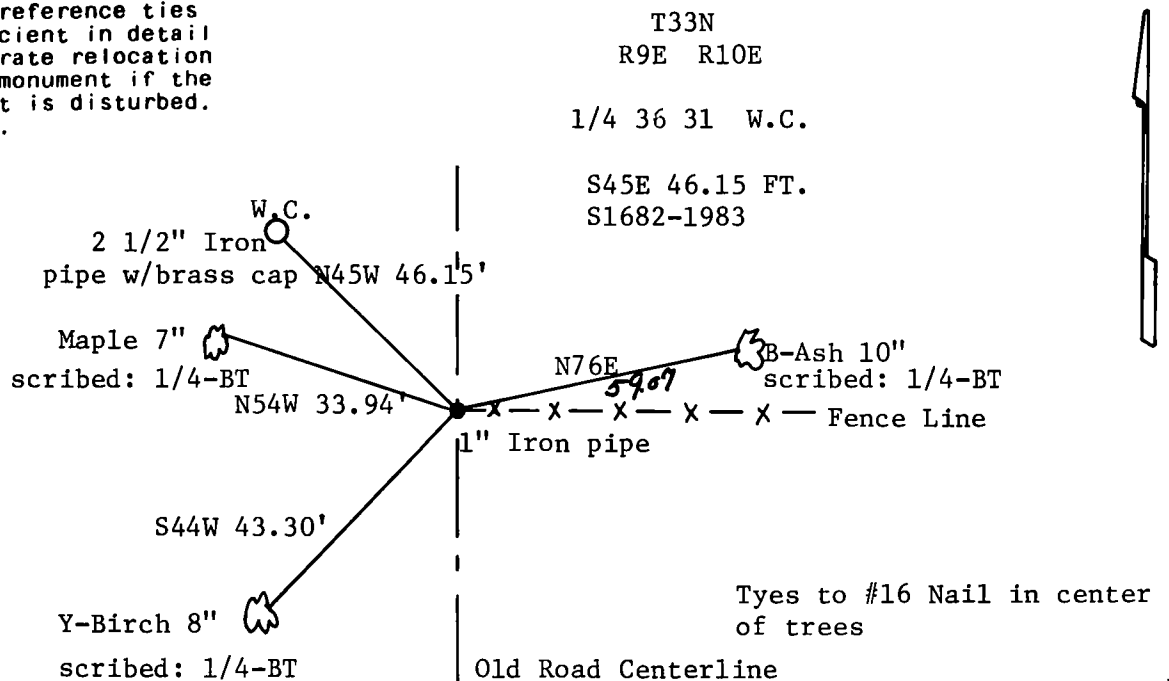 reference ties
cient in detail
rate relocation
monument if the
t is disturbed.
.
T33N
R9E R10E
1/4 36 31 W.C.
S45E 46.15 FT.
S1682-1983
W.C.
2 1/2" Iron
pipe w/brass cap N45W 46.15'
Maple 7"
scribed: 1/4-BT
N54W 33.94'
N76E
59.07
B-Ash 10"
scribed: 1/4-BT
X X X X X Fence Line
1" Iron pipe
S44W 43.30'
Y-Birch 8"
scribed: 1/4-BT
Tyes to #16 Nail in center
of trees
Old Road Centerline